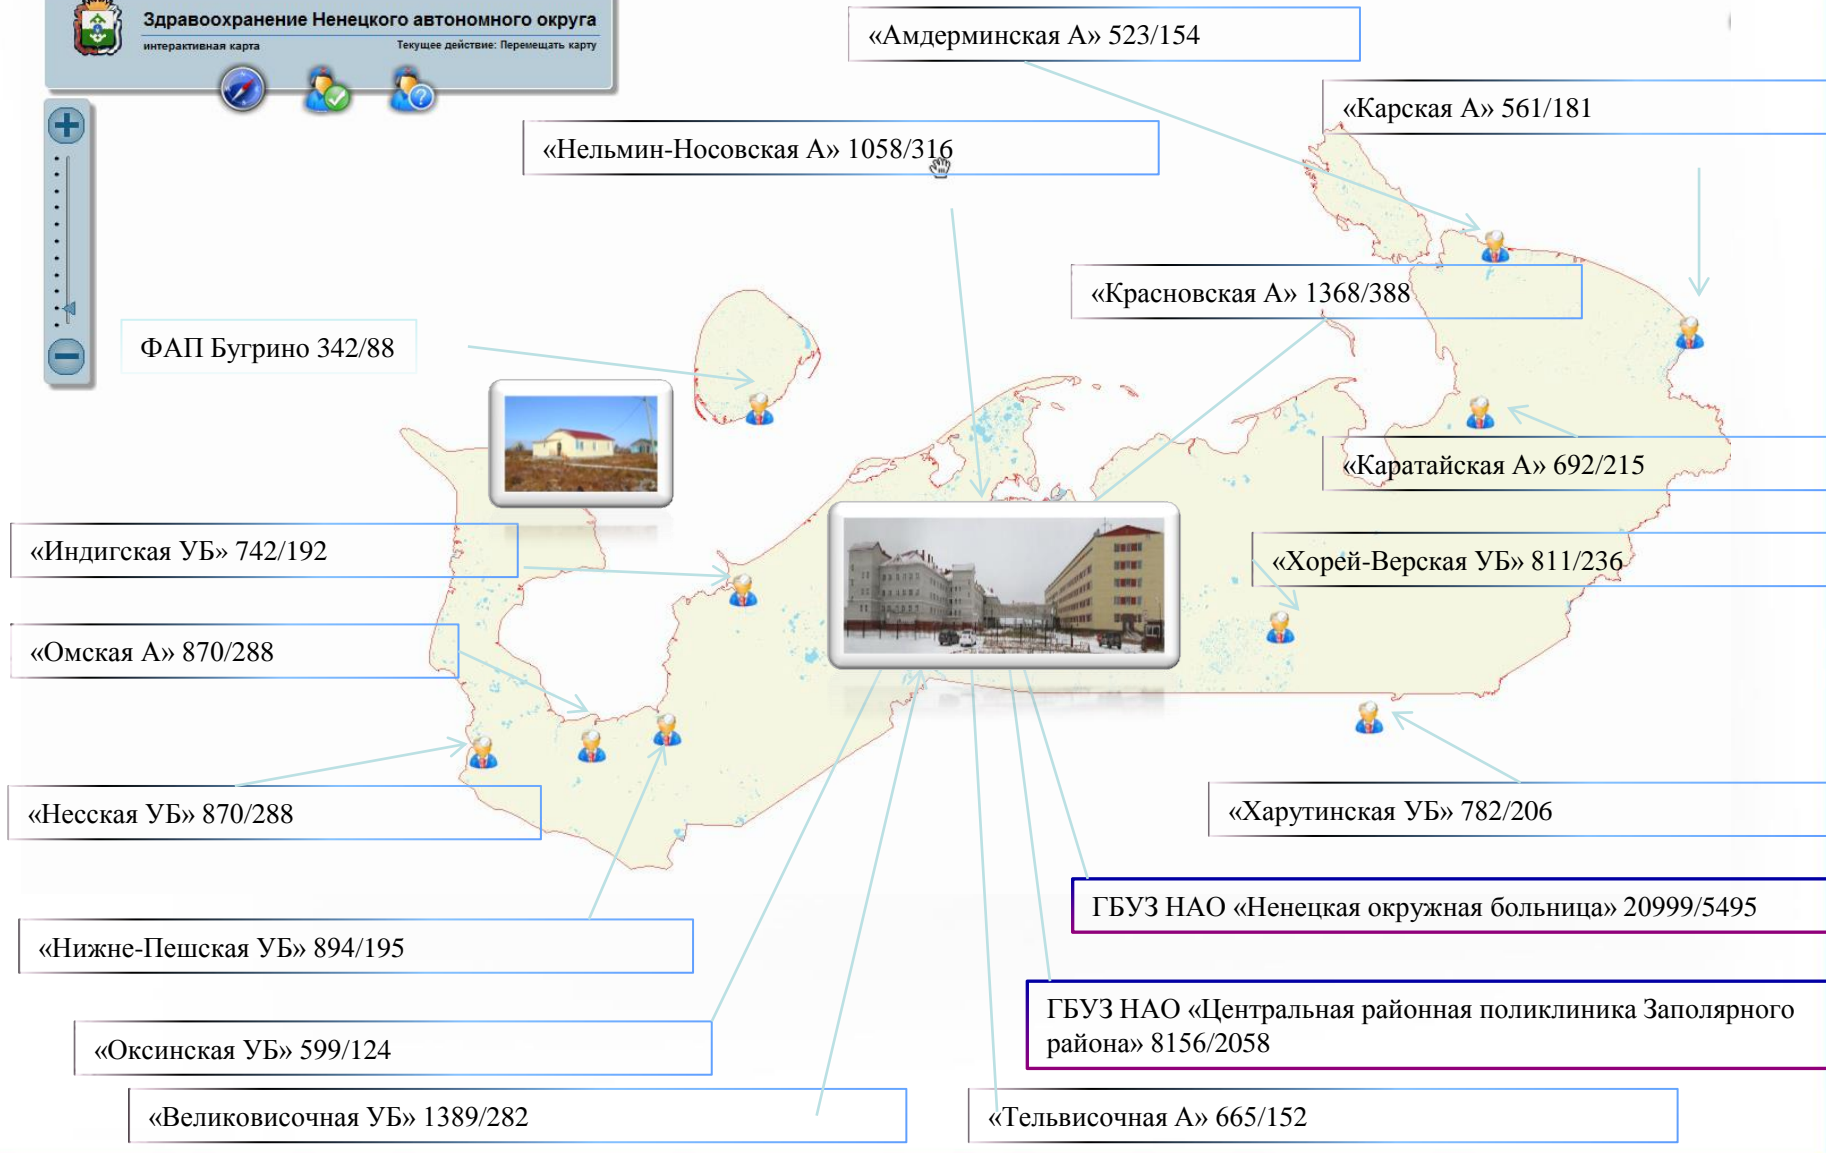 Здравоохранение Ненецкого автономного округа
интерактивная карта
Текущее действие: Перемещать карту
«Амдерминская А» 523/154
«Карская А» 561/181
«Нельмин-Носовская А» 1058/316
«Красновская А» 1368/388
ФАП Бугрино 342/88
«Каратайская А» 692/215
«Индигская УБ» 742/192
«Хорей-Верская УБ» 811/236
«Омская А» 870/288
«Несская УБ» 870/288
«Харутинская УБ» 782/206
ГБУЗ НАО «Ненецкая окружная больница» 20999/5495
«Нижне-Пешская УБ» 894/195
ГБУЗ НАО «Центральная районная поликлиника Заполярного
района» 8156/2058
«Оксинская УБ» 599/124
«Великовисочная УБ» 1389/282
«Тельвисочная А» 665/152